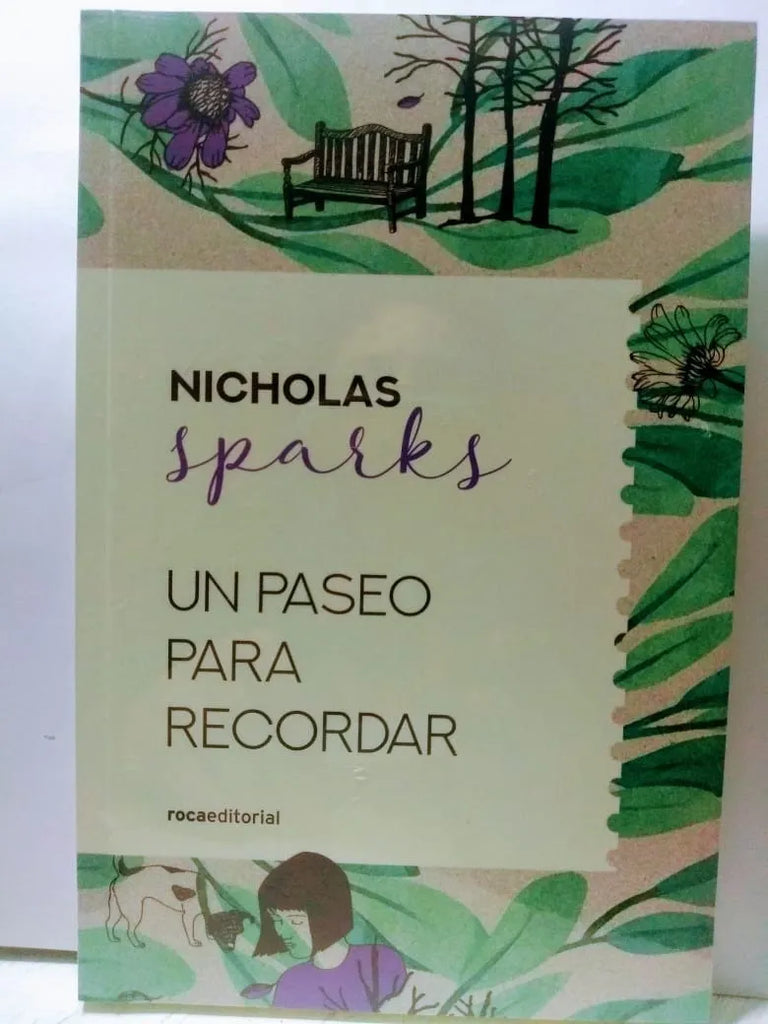 NICHOLAS
sparks
UN PASEO
PARA
RECORDAR
rocaeditorial